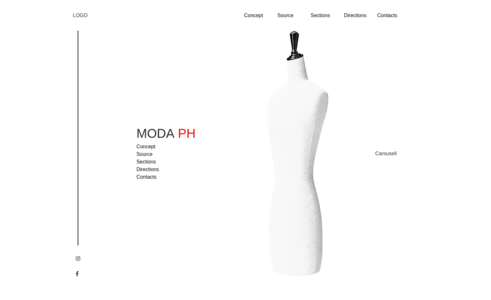 LOGO
Concept Source Sections Directions Contacts
MODA PH
Concept
Source
Sections
Directions
Contacts
Carousell